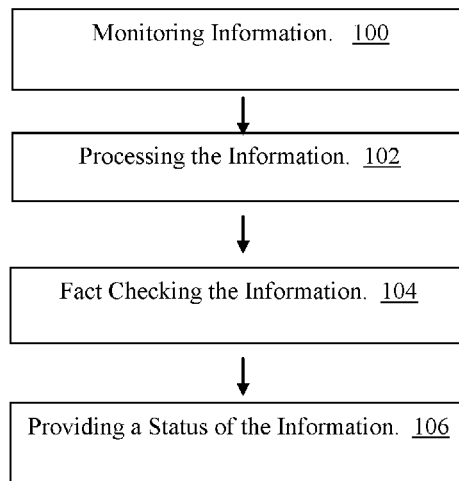 Monitoring Information. 100
Processing the Information. 102
Fact Checking the Information. 104
Providing a Status of the Information. 106